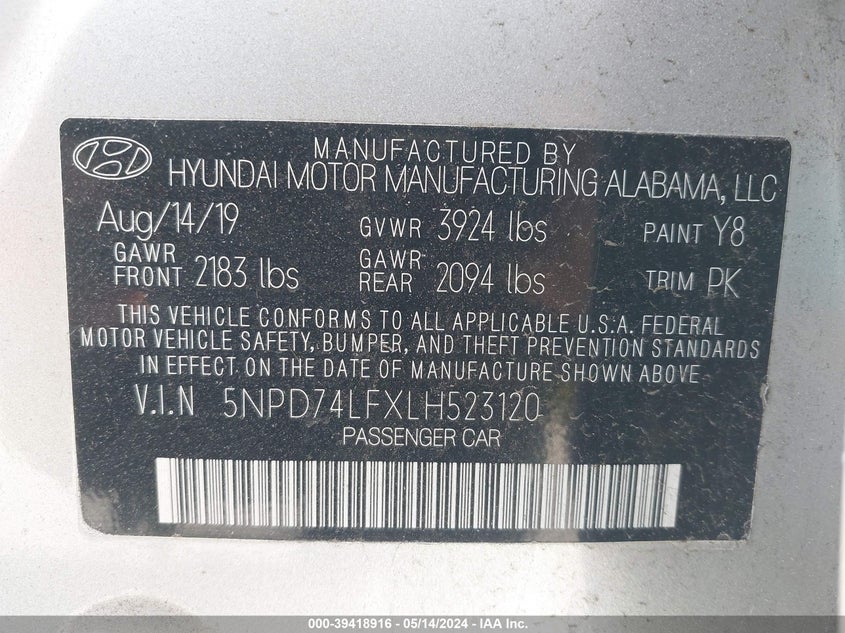 MANUFACTURED BY
HYUNDAI MOTOR MANUFACTURING ALABAMA, LLC
Aug/14/19 GVWR 3924 lbs PAINT Y8
GAWR FRONT 2183 lbs GAWR REAR 2094 lbs TRIM PK
THIS VEHICLE CONFORMS TO ALL APPLICABLE U.S.A. FEDERAL
MOTOR VEHICLE SAFETY, BUMPER, AND THEFT PREVENTION STANDARDS
IN EFFECT ON THE DATE OF MANUFACTURE SHOWN ABOVE
V.I.N 5NPD74LFXLH523120
PASSENGER CAR
000-39418916 - 05/14/2024 - IAA Inc.